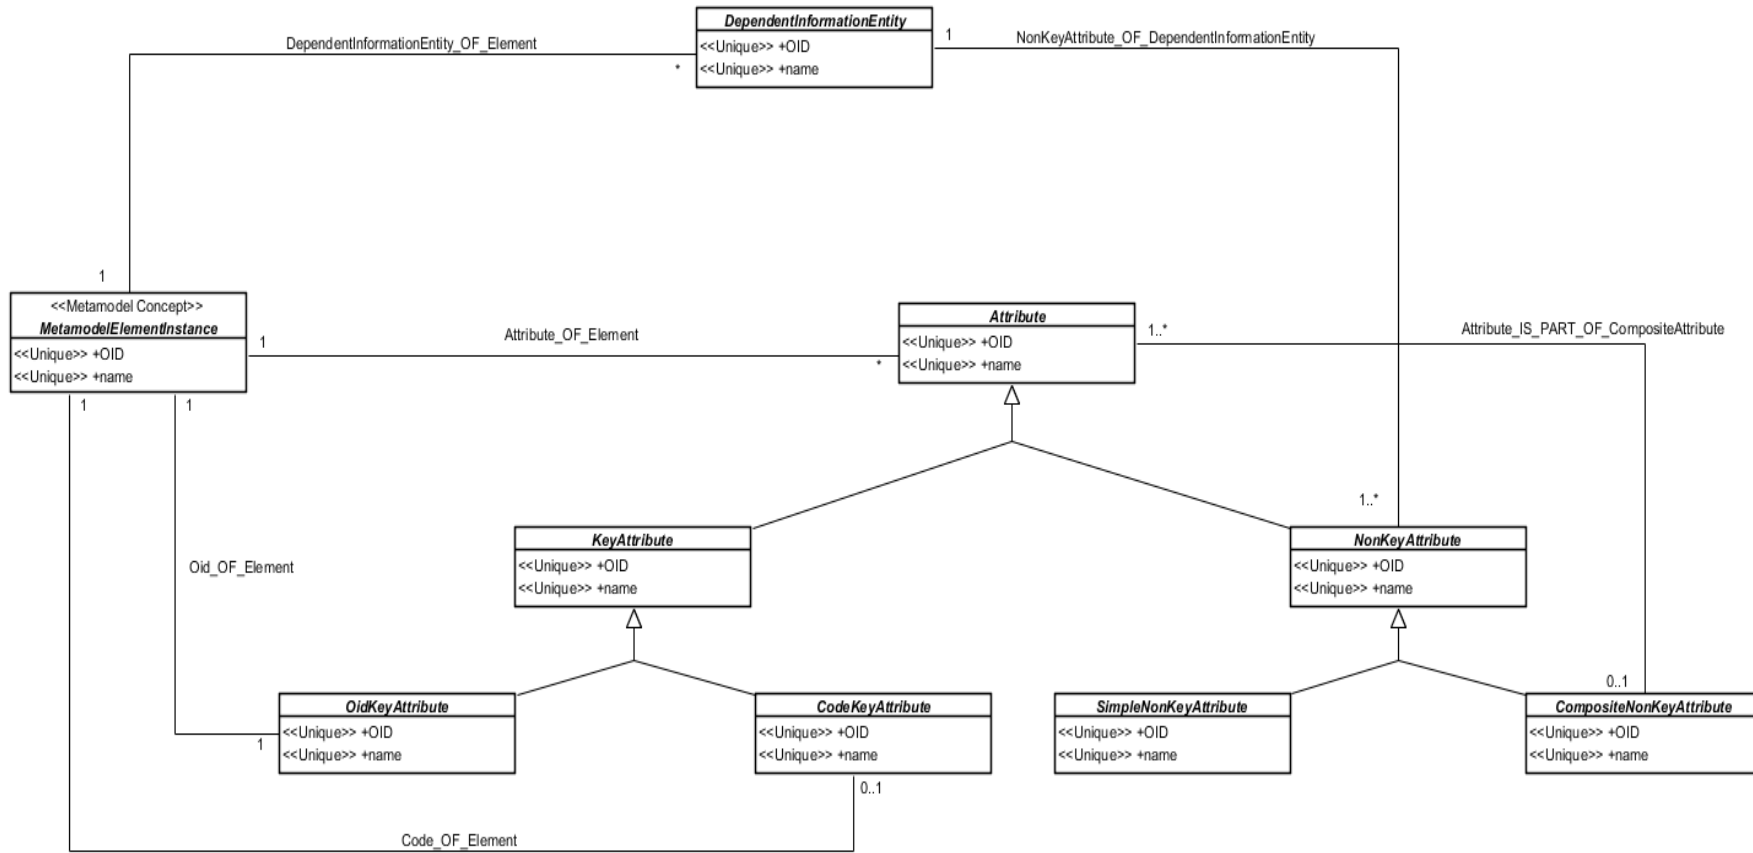 DependentInformationEntity
<<Unique>> +OID
<<Unique>> +name
DependentInformationEntity_OF_Element
*
1
1
NonKeyAttribute_OF_DependentInformationEntity
1..*
<<Metamodel Concept>>
MetamodelElementInstance
<<Unique>> +OID
<<Unique>> +name
1
Attribute_OF_Element
*
Attribute
<<Unique>> +OID
<<Unique>> +name
1..*
Attribute_IS_PART_OF_CompositeAttribute
0..1
1
1
KeyAttribute
<<Unique>> +OID
<<Unique>> +name
NonKeyAttribute
<<Unique>> +OID
<<Unique>> +name
Oid_OF_Element
1
OidKeyAttribute
<<Unique>> +OID
<<Unique>> +name
CodeKeyAttribute
<<Unique>> +OID
<<Unique>> +name
SimpleNonKeyAttribute
<<Unique>> +OID
<<Unique>> +name
CompositeNonKeyAttribute
<<Unique>> +OID
<<Unique>> +name
0..1
Code_OF_Element